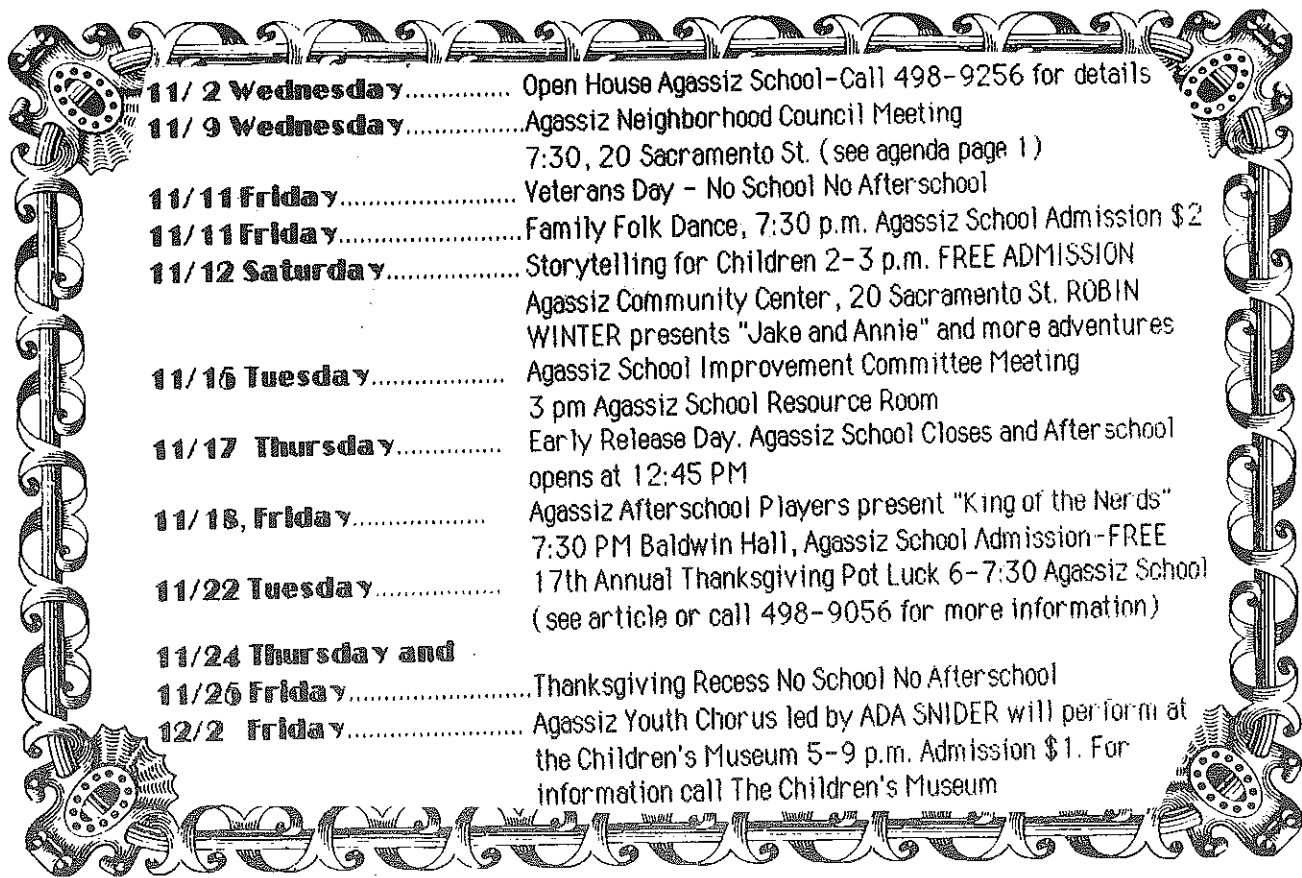 11/ 2 Wednesday............... Open House Agassiz School-Call 498-9256 for details
11/ 9 Wednesday.................Agassiz Neighborhood Council Meeting
7:30, 20 Sacramento St. (see agenda page 1)
11/11 Friday......................... Veterans Day - No School No Afterschool
11/11 Friday..........................Family Folk Dance, 7:30 p.m. Agassiz School Admission $2
11/12 Saturday................... Storytelling for Children 2-3 p.m. FREE ADMISSION
Agassiz Community Center, 20 Sacramento St. ROBIN
WINTER presents "Jake and Annie" and more adventures
11/15 Tuesday................... Agassiz School Improvement Committee Meeting
3 pm Agassiz School Resource Room
11/17 Thursday............... Early Release Day. Agassiz School Closes and Afterschool
opens at 12:45 PM
11/18, Friday................... Agassiz Afterschool Players present "King of the Nerds"
7:30 PM Baldwin Hall, Agassiz School Admission-FREE
11/22 Tuesday.................. 17th Annual Thanksgiving Pot Luck 6-7:30 Agassiz School
(see article or call 498-9056 for more information)
11/24 Thursday and
11/25 Friday..........................Thanksgiving Recess No School No Afterschool
12/2 Friday......................... Agassiz Youth Chorus led by ADA SNIDER will perform at
the Children's Museum 5-9 p.m. Admission $1. For
information call The Children's Museum